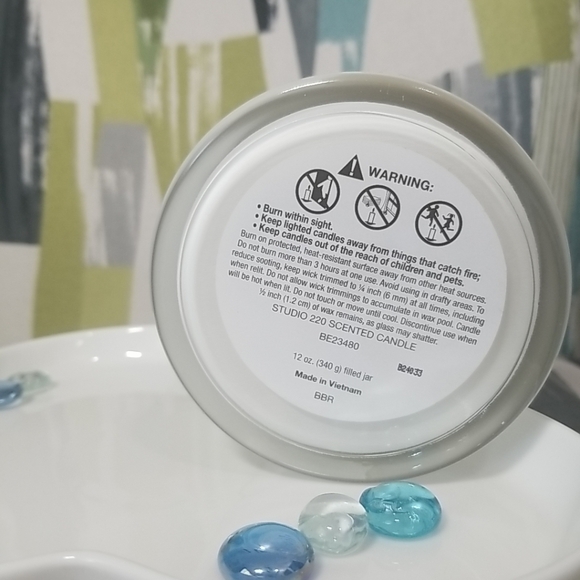 WARNING:
• Burn within sight.
• Keep lighted candles away from things that catch fire;
• Keep candles out of the reach of children and pets.
Burn on protected, heat-resistant surface away from other heat sources.
Do not burn more than 3 hours at one use. Avoid using in drafty areas. To
reduce sooting, keep wick trimmed to ¼ inch (6 mm) at all times, including
when relit. Do not allow wick trimmings to accumulate in wax pool. Candle
will be hot when lit. Do not touch or move until cool. Discontinue use when
½ inch (1.2 cm) of wax remains, as glass may shatter.
STUDIO 220 SCENTED CANDLE
BE23480
12 oz. (340 g) filled jar
B24033
Made in Vietnam
BBR